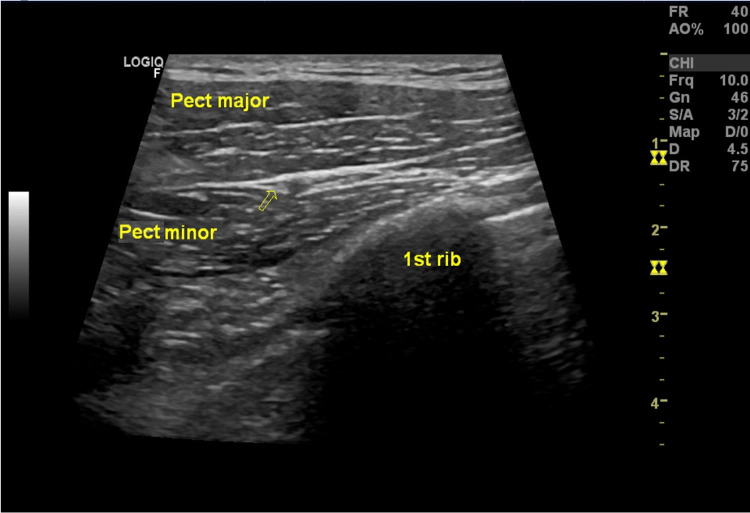 FR 40
AO% 100
CHI
Frq 10.0
Gn 46
S/A 3/2
Map D/0
D 4.5
DR 75
LOGIQ
F
Pect major
Pect minor
1st rib
1
2
3
4